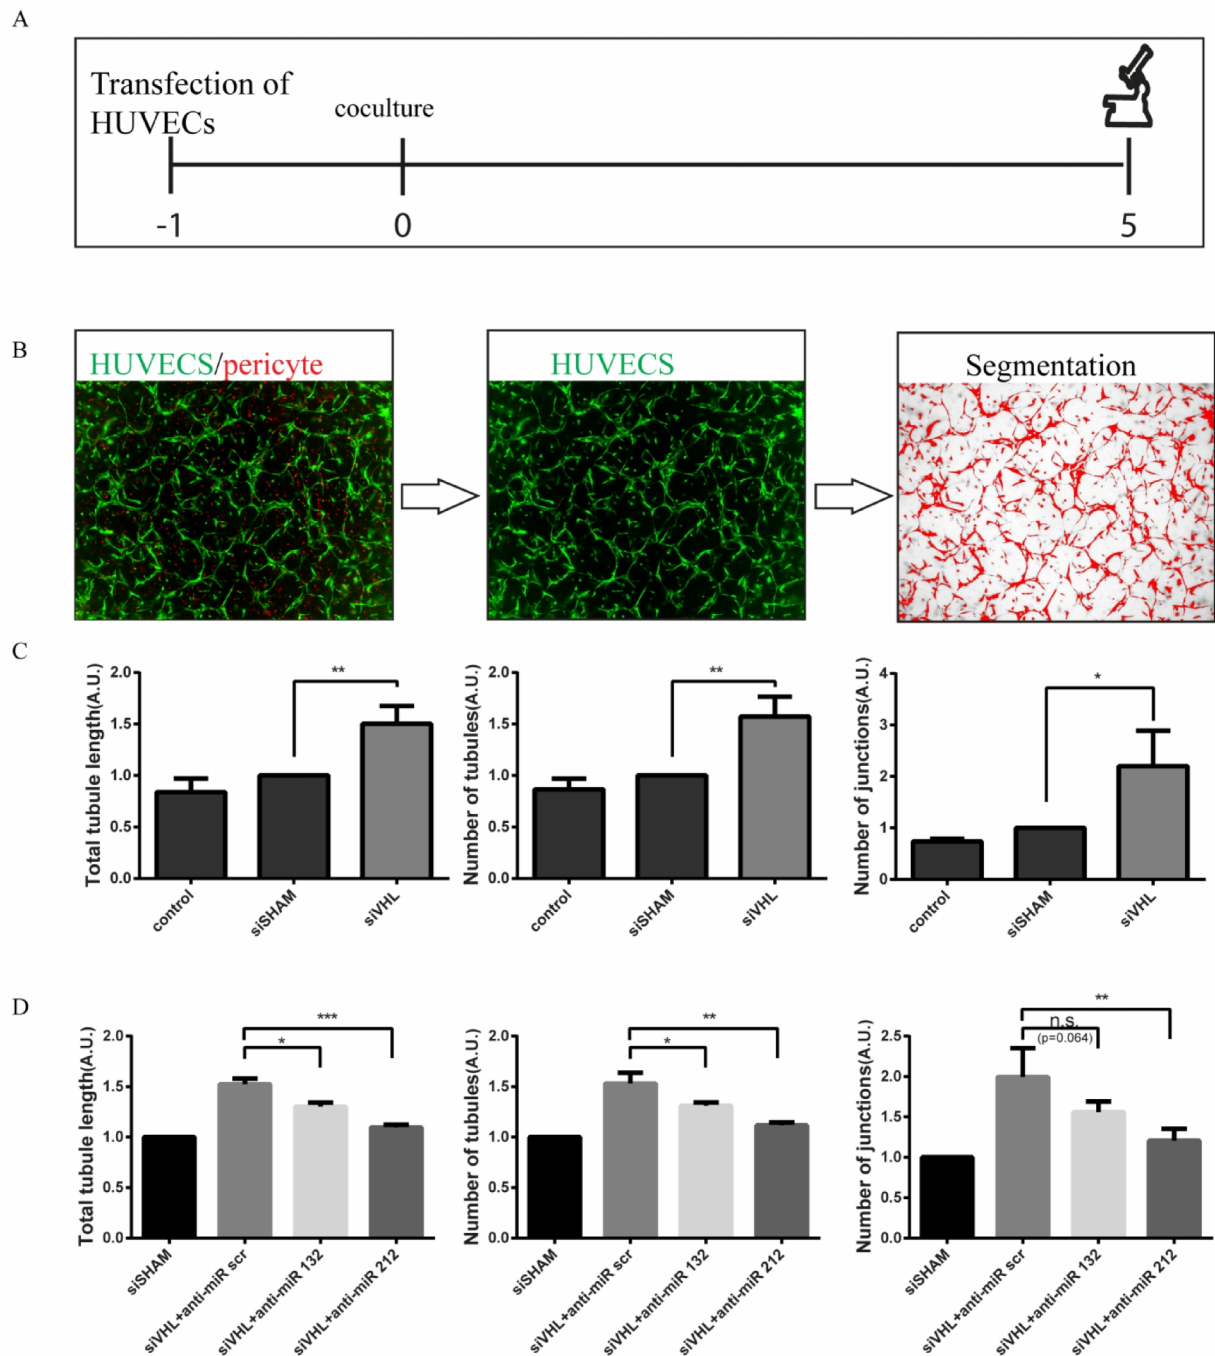 A
Transfection of
HUVECs
coculture
-1
0
5
B
HUVECS/pericyte
HUVECS
Segmentation
C
Total tubule length(A.U.)
2.0
1.5
1.0
0.5
0.0
**
control
siSHAM
siVHL
Number of tubules(A.U.)
2.0
1.5
1.0
0.5
0.0
**
control
siSHAM
siVHL
Number of junctions(A.U.)
4
3
2
1
0
*
control
siSHAM
siVHL
D
Total tubule length(A.U.)
2.0
1.5
1.0
0.5
0.0
***
*
siSHAM
siVHL+anti-miR scr
siVHL+anti-miR 132
siVHL+anti-miR 212
Number of tubules(A.U.)
2.0
1.5
1.0
0.5
0.0
**
*
siSHAM
siVHL+anti-miR scr
siVHL+anti-miR 132
siVHL+anti-miR 212
Number of junctions(A.U.)
2.5
2.0
1.5
1.0
0.5
0.0
**
n.s.
(p=0.064)
siSHAM
siVHL+anti-miR scr
siVHL+anti-miR 132
siVHL+anti-miR 212